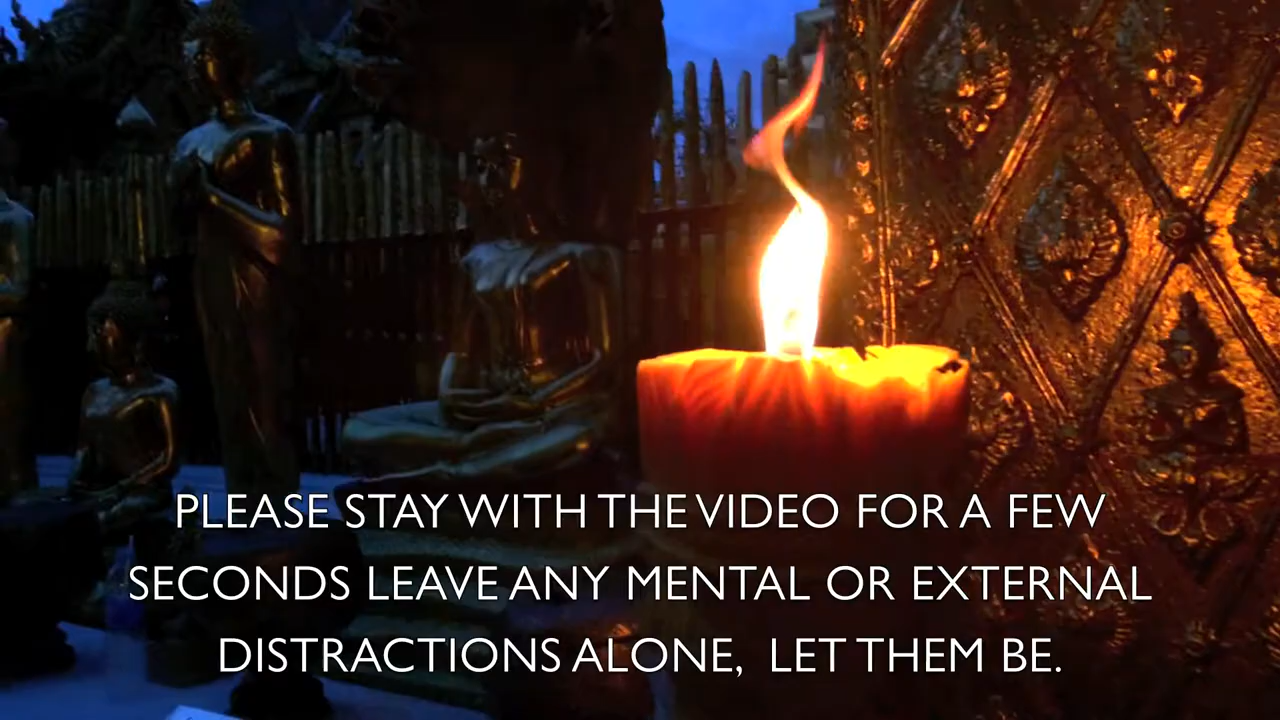 PLEASE STAY WITH THE VIDEO FOR A FEW
SECONDS LEAVE ANY MENTAL OR EXTERNAL
DISTRACTIONS ALONE, LET THEM BE.